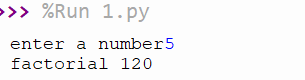 >>> %Run 1.py
enter a number5
factorial 120